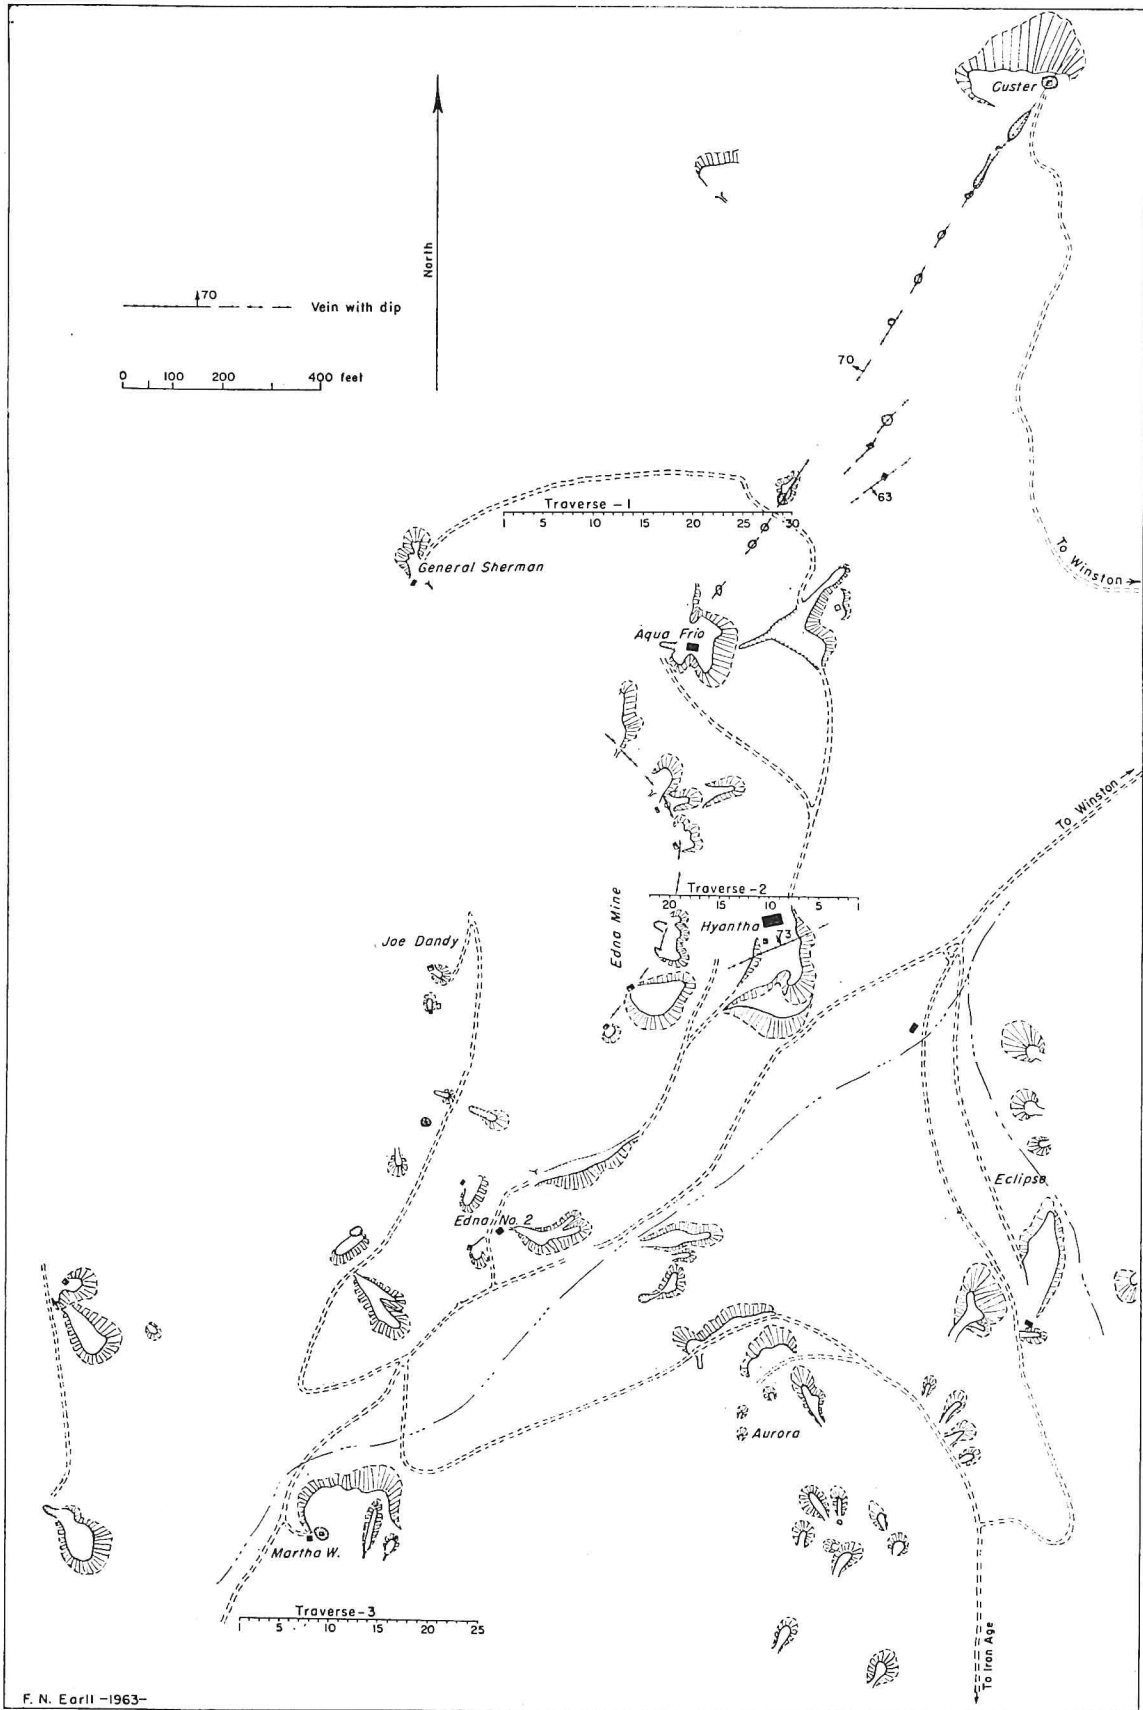 Custer
North
70
Vein with dip
0 100 200 400 feet
70
63
Traverse-1
1 5 10 15 20 25 30
General Sherman
To Winston
Aqua Frio
To Winston
Traverse-2
20 15 10 5 1
Edna Mine
Hyantha
73
Joe Dandy
Eclipse
Edna No. 2
Aurora
Martha W.
Traverse-3
1 5 10 15 20 25
To Iron Age
F. N. Earll -1963-